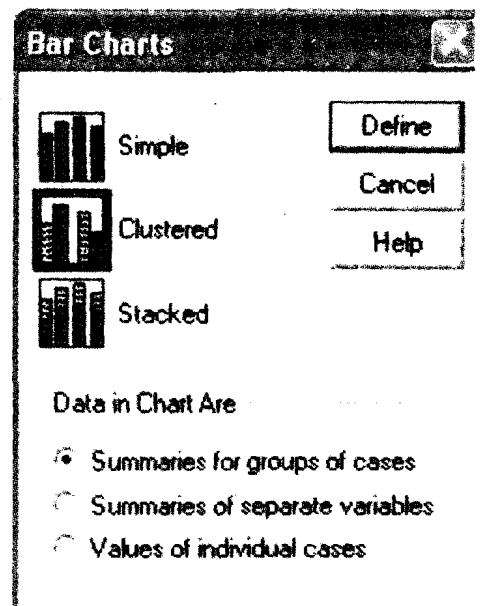 Bar Charts
Simple
Define
Cancel
Clustered
Help
Stacked
Data in Chart Are
Summaries for groups of cases
Summaries of separate variables
Values of individual cases